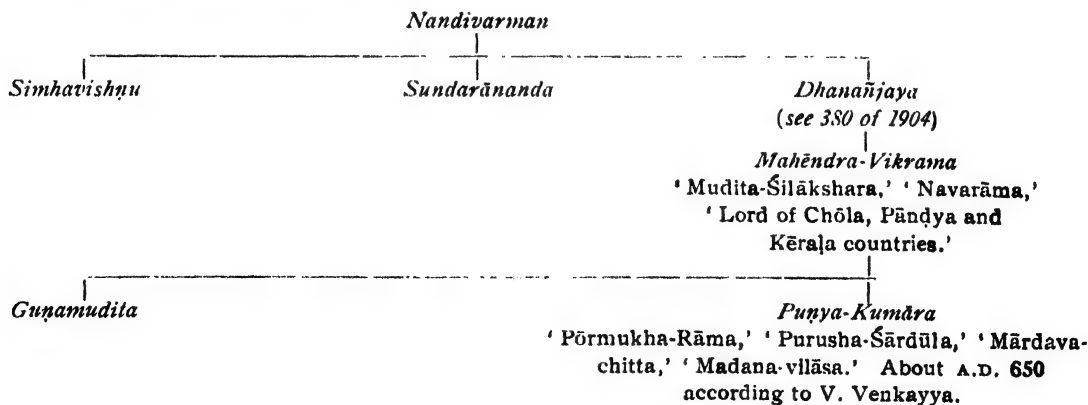 Nandivarman
Simhavishṇu Sundarānanda Dhanañjaya
(see 380 of 1904)
Mahēndra-Vikrama
‘ Mudita-Śilākshara,’ ‘ Navarāma,’
‘ Lord of Chōla, Pāṇḍya and
Kēraḷa countries.’
Guṇamudita Puṇya-Kumāra
‘ Pōrmukha-Rāma,’ ‘ Purusha-Śārdūla,’ ‘ Mārdava-
chitta,’ ‘ Madana-vilāsa.’ About A.D. 650
according to V. Venkayya.